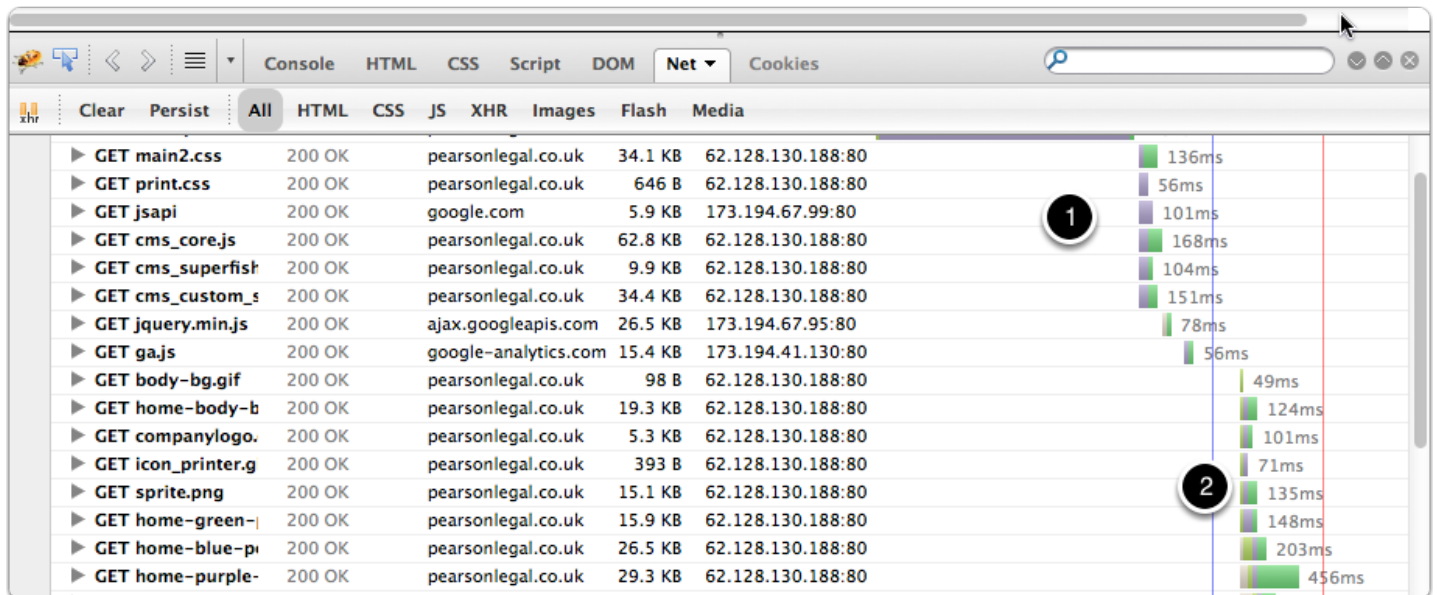 Console HTML CSS Script DOM Net Cookies
xhr Clear Persist All HTML CSS JS XHR Images Flash Media
GET main2.css 200 OK pearsonlegal.co.uk 34.1 KB 62.128.130.188:80 136ms
GET print.css 200 OK pearsonlegal.co.uk 646 B 62.128.130.188:80 56ms
GET jsapi 200 OK google.com 5.9 KB 173.194.67.99:80 1 101ms
GET cms_core.js 200 OK pearsonlegal.co.uk 62.8 KB 62.128.130.188:80 168ms
GET cms_superfish 200 OK pearsonlegal.co.uk 9.9 KB 62.128.130.188:80 104ms
GET cms_custom_s 200 OK pearsonlegal.co.uk 34.4 KB 62.128.130.188:80 151ms
GET jquery.min.js 200 OK ajax.googleapis.com 26.5 KB 173.194.67.95:80 78ms
GET ga.js 200 OK google-analytics.com 15.4 KB 173.194.41.130:80 56ms
GET body-bg.gif 200 OK pearsonlegal.co.uk 98 B 62.128.130.188:80 49ms
GET home-body-b 200 OK pearsonlegal.co.uk 19.3 KB 62.128.130.188:80 124ms
GET companylogo. 200 OK pearsonlegal.co.uk 5.3 KB 62.128.130.188:80 101ms
GET icon_printer.g 200 OK pearsonlegal.co.uk 393 B 62.128.130.188:80 71ms
GET sprite.png 200 OK pearsonlegal.co.uk 15.1 KB 62.128.130.188:80 2 135ms
GET home-green- 200 OK pearsonlegal.co.uk 15.9 KB 62.128.130.188:80 148ms
GET home-blue-p 200 OK pearsonlegal.co.uk 26.5 KB 62.128.130.188:80 203ms
GET home-purple- 200 OK pearsonlegal.co.uk 29.3 KB 62.128.130.188:80 456ms